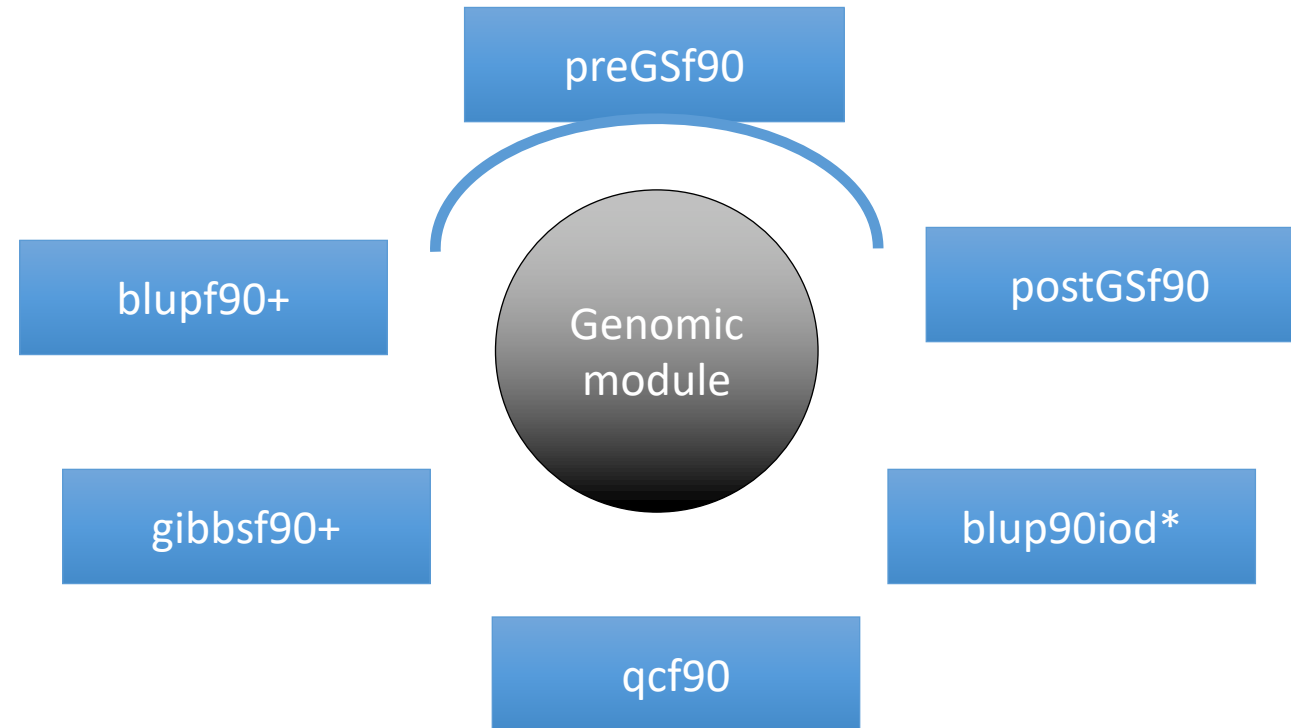 preGSf90
blupf90+
postGSf90
Genomic
module
gibbsf90+
blup90iod*
qcf90